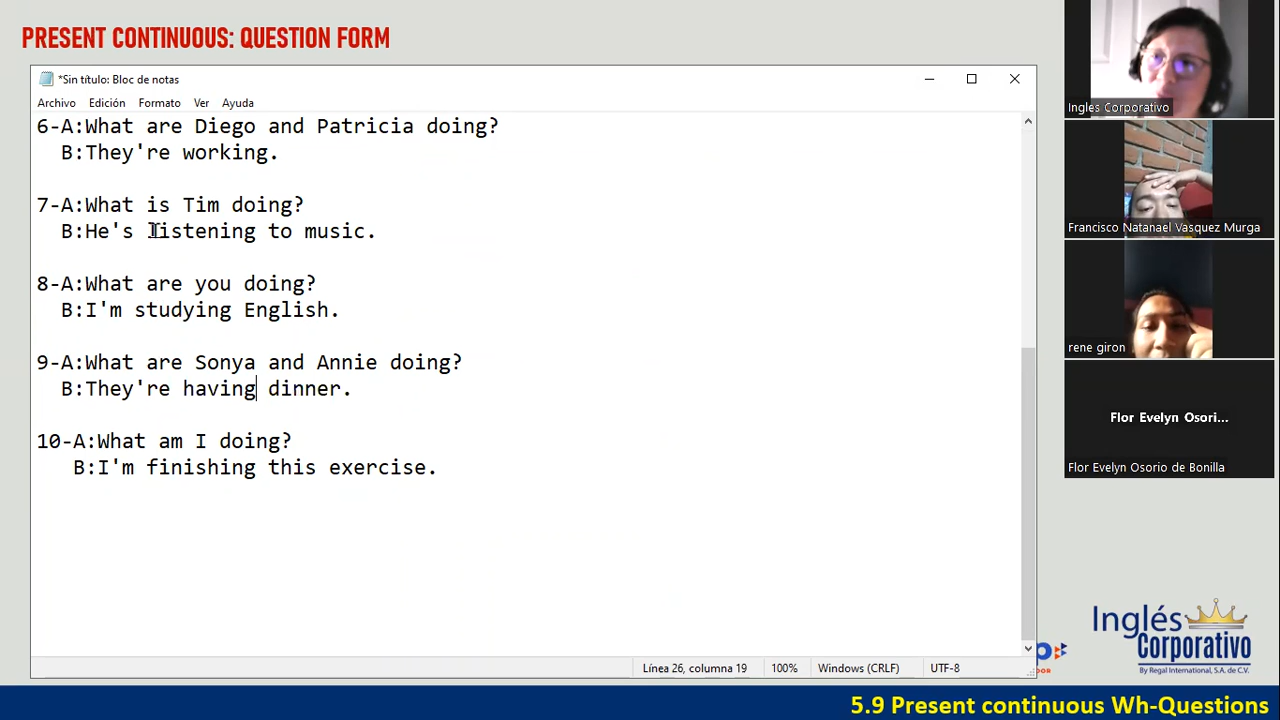 PRESENT CONTINUOUS: QUESTION FORM
*Sin título: Bloc de notas
Archivo Edición Formato Ver Ayuda
6-A:What are Diego and Patricia doing?
B:They're working.
7-A:What is Tim doing?
B:He's listening to music.
8-A:What are you doing?
B:I'm studying English.
9-A:What are Sonya and Annie doing?
B:They're having dinner.
10-A:What am I doing?
B:I'm finishing this exercise.
Línea 26, columna 19 100% Windows (CRLF) UTF-8
Ingles Corporativo
Francisco Natanael Vasquez Murga
rene giron
Flor Evelyn Osori...
Flor Evelyn Osorio de Bonilla
Inglés
Corporativo
By Regal International, S.A. de C.V.
5.9 Present continuous Wh-Questions